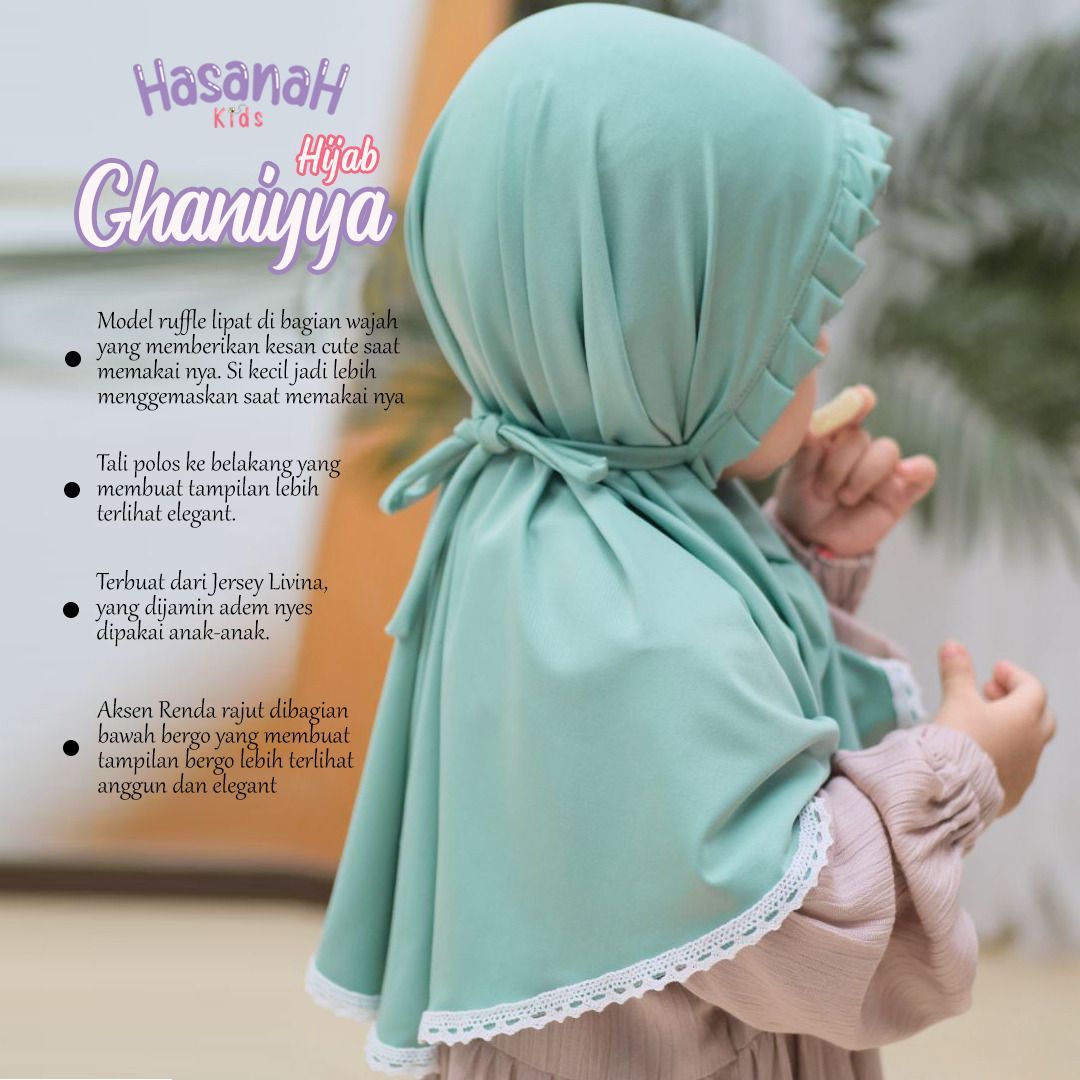 HasanaH
Kids
Hijab
Ghaniyya
Model ruffle lipat di bagian wajah
yang memberikan kesan cute saat
memakai nya. Si kecil jadi lebih
menggemaskan saat memakai nya
Tali polos ke belakang yang
membuat tampilan lebih
terlihat elegant.
Terbuat dari Jersey Livina,
yang dijamin adem nyes
dipakai anak-anak.
Aksen Renda rajut dibagian
bawah bergo yang membuat
tampilan bergo lebih terlihat
anggun dan elegant